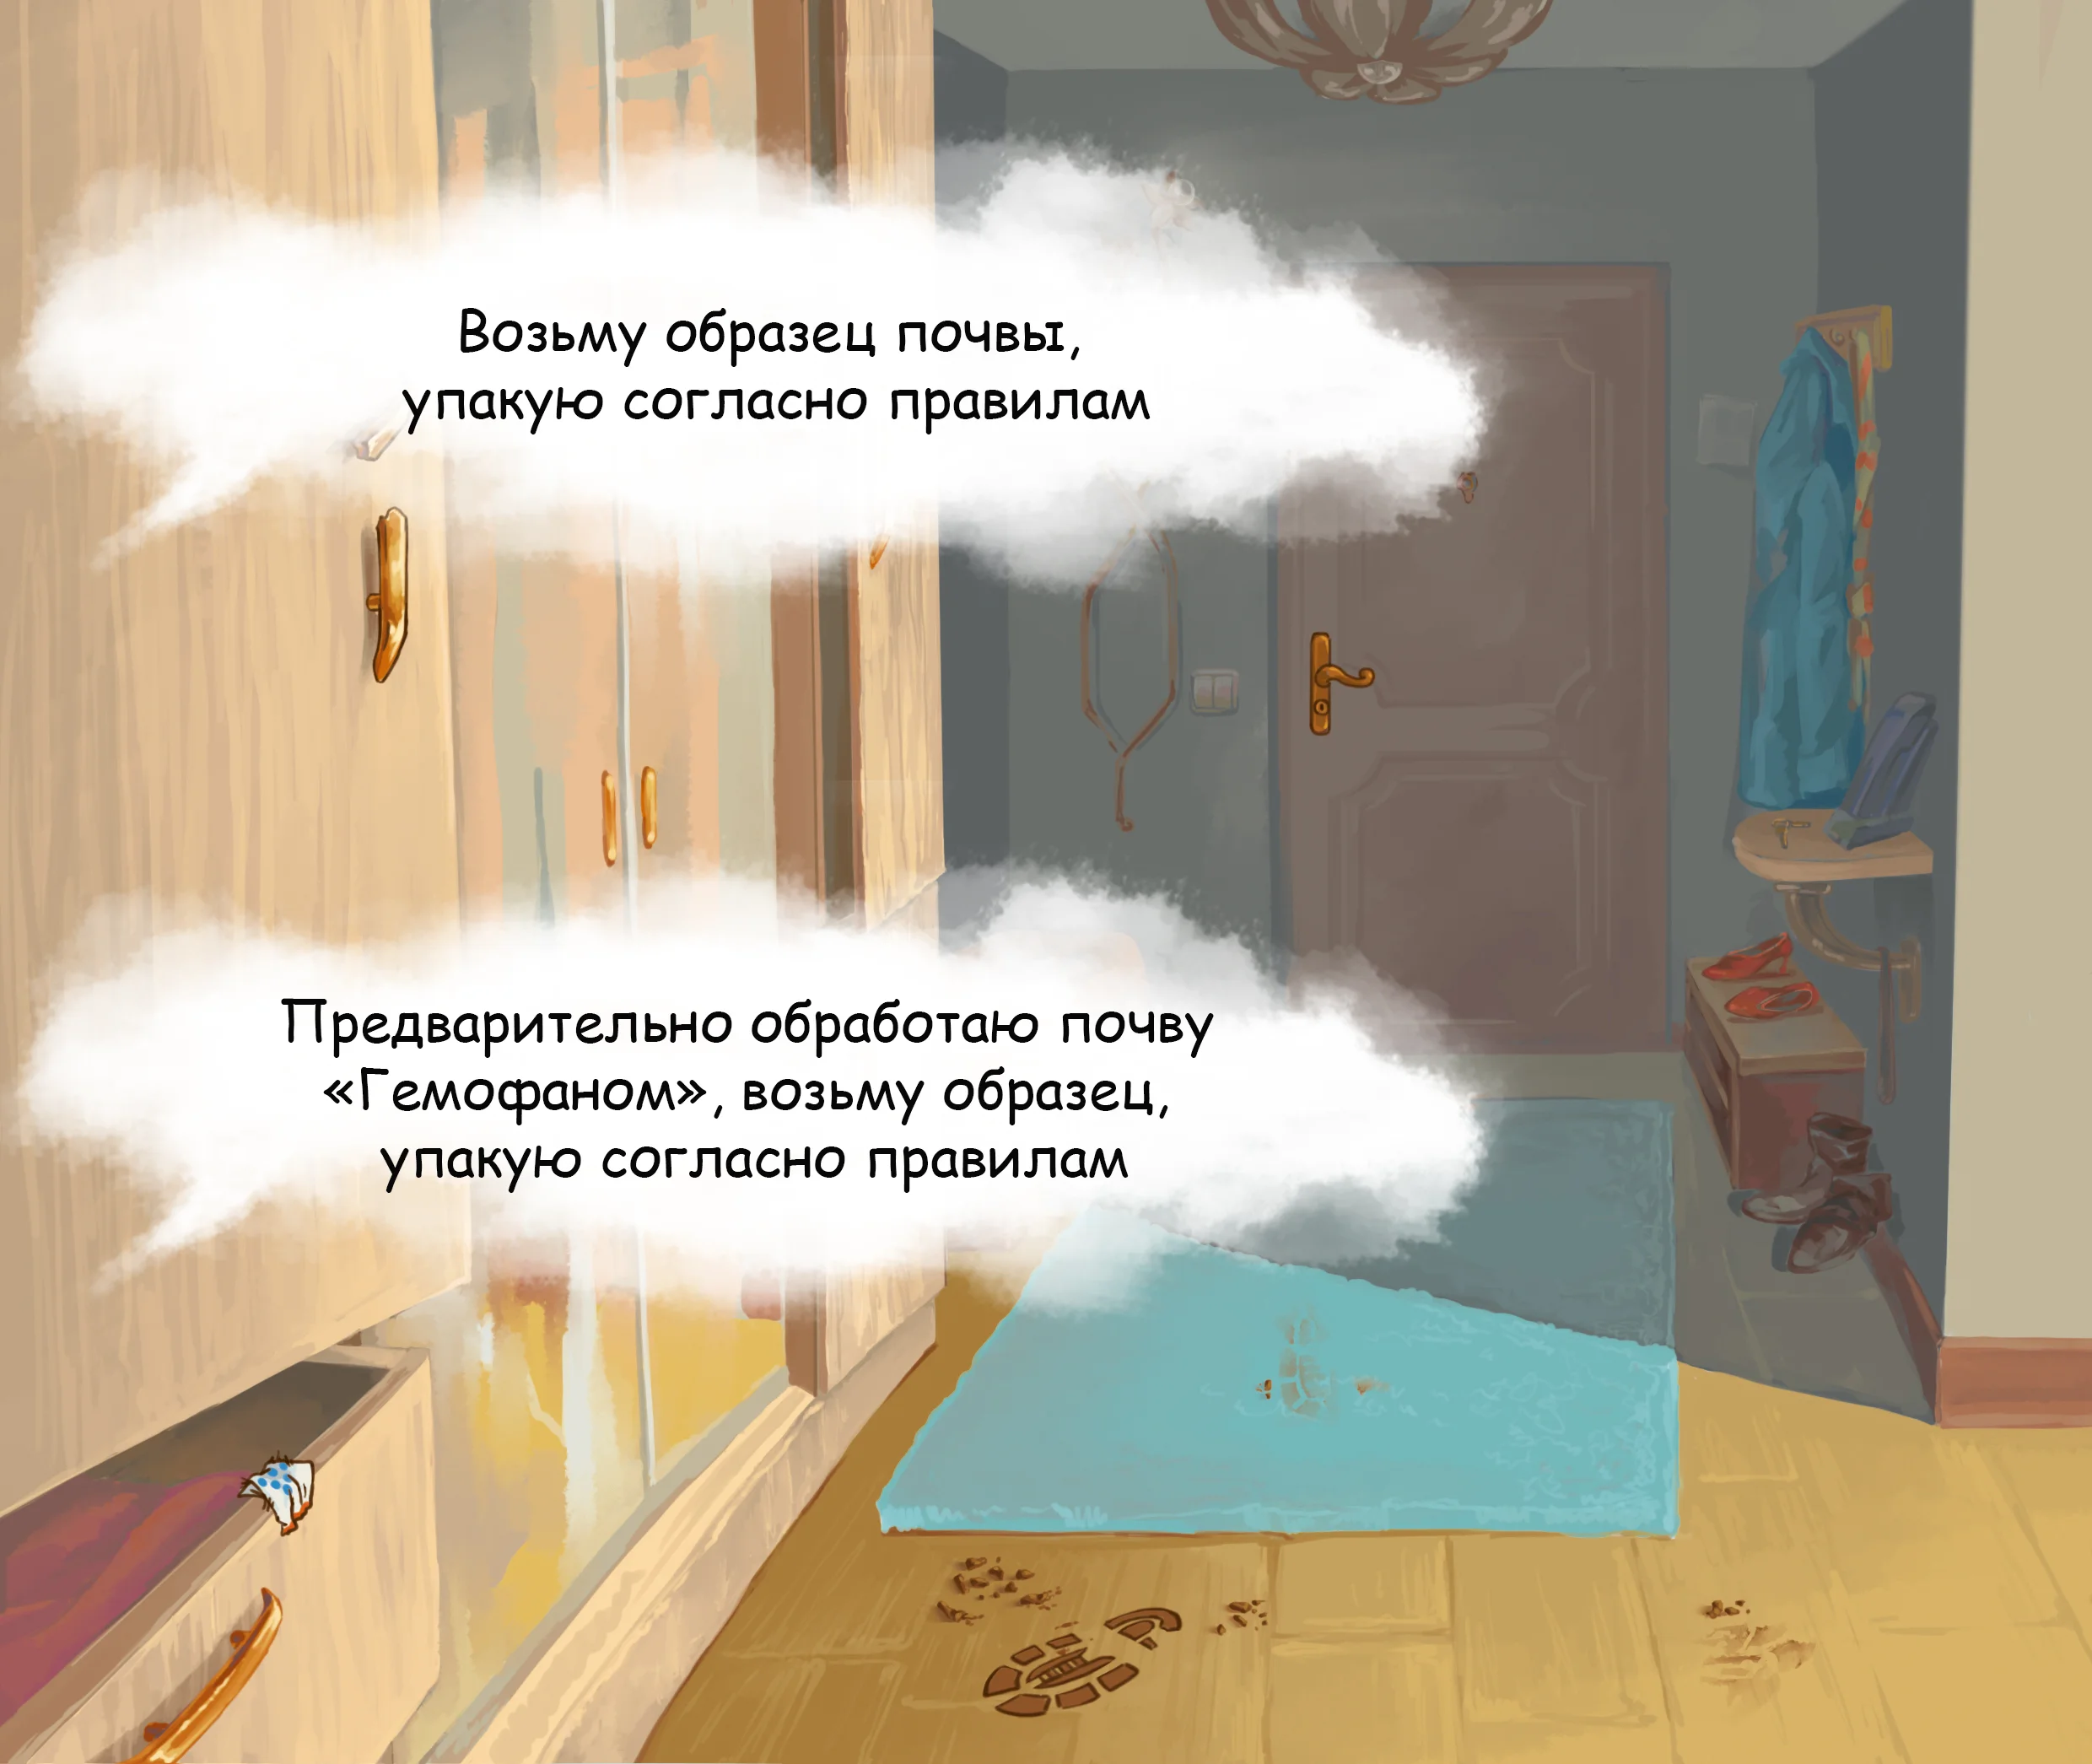 Возьму образец почвы,
упакую согласно правилам
Предварительно обработаю почву
«Гемофаном», возьму образец,
упакую согласно правилам